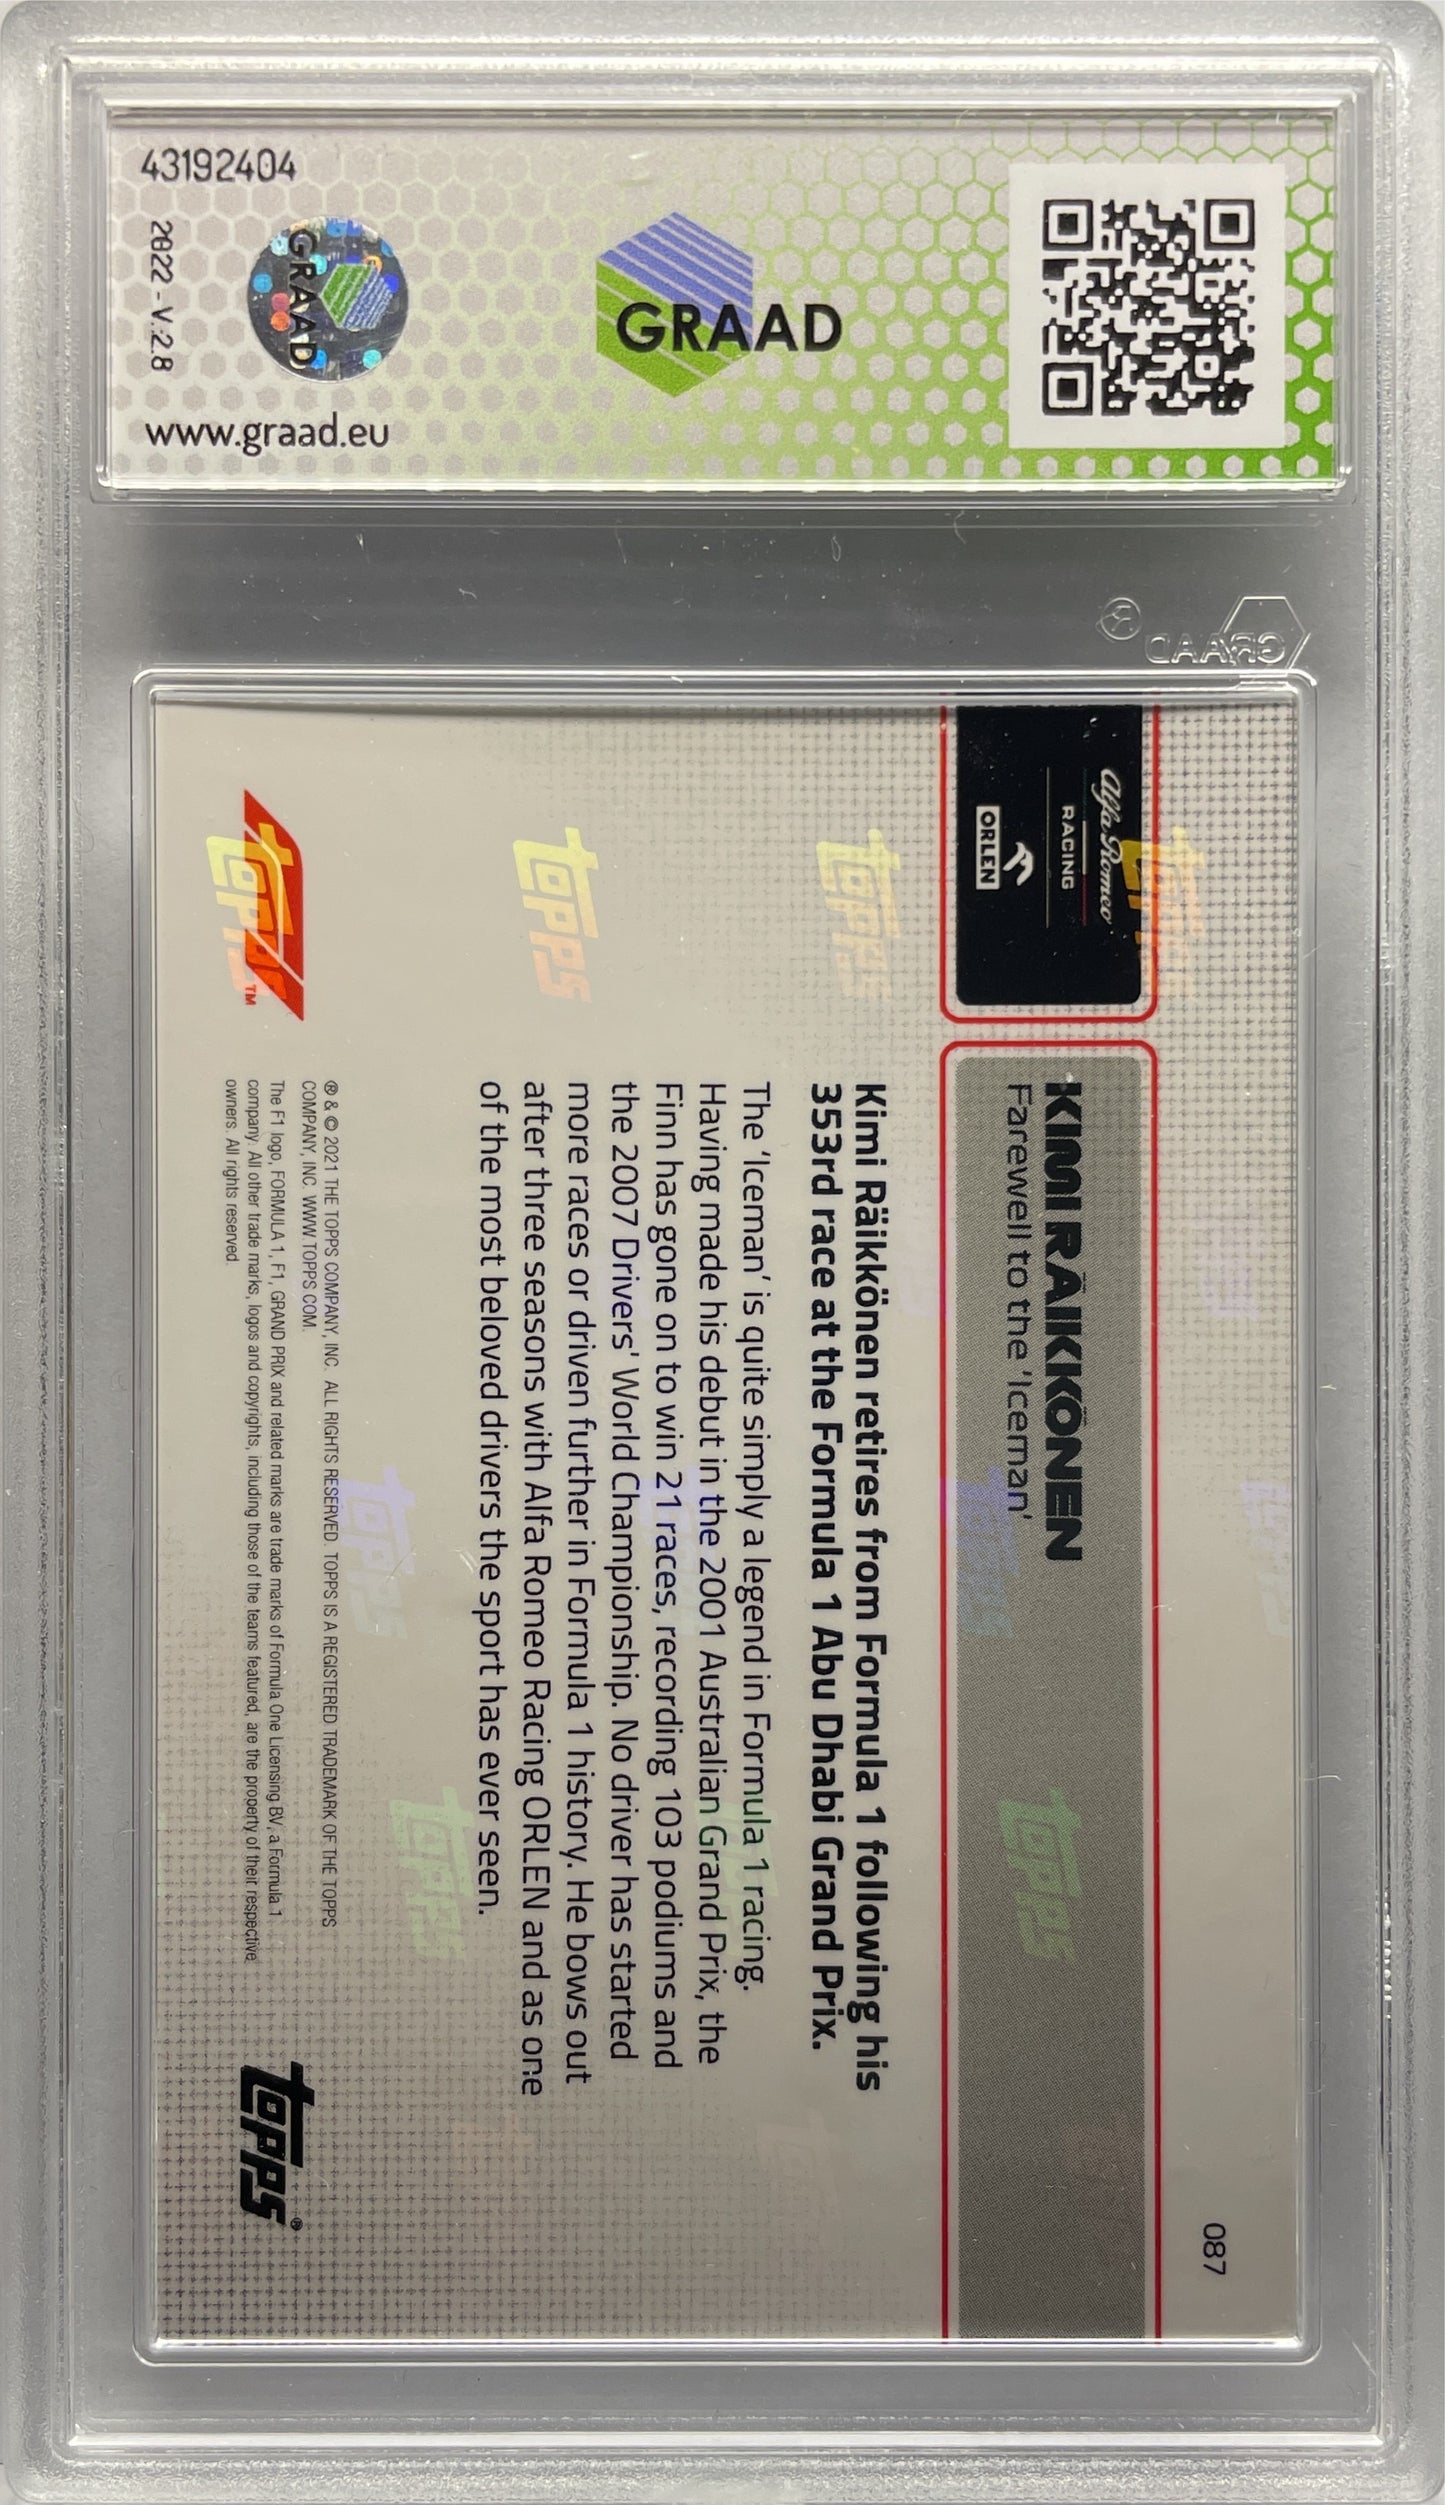 43192404
2022 - V.2.8
GRAAD
www.graad.eu
GRAAD
GRAAD
087
Alfa Romeo
RACING
ORLEN
KIMI RÄIKKÖNEN
Farewell to the 'Iceman'
Kimi Räikkönen retires from Formula 1 following his
353rd race at the Formula 1 Abu Dhabi Grand Prix.
The ‘Iceman’ is quite simply a legend in Formula 1 racing.
Having made his debut in the 2001 Australian Grand Prix, the
Finn has gone on to win 21 races, recording 103 podiums and
the 2007 Drivers' World Championship. No driver has started
more races or driven further in Formula 1 history. He bows out
after three seasons with Alfa Romeo Racing ORLEN and as one
of the most beloved drivers the sport has ever seen.
® & © 2021 THE TOPPS COMPANY, INC. ALL RIGHTS RESERVED. TOPPS IS A REGISTERED TRADEMARK OF THE TOPPS
COMPANY, INC. WWW.TOPPS.COM.
The F1 logo, FORMULA 1, F1, GRAND PRIX and related marks are trade marks of Formula One Licensing BV, a Formula 1
company. All other trade marks, logos and copyrights, including those of the teams featured, are the property of their respective
owners. All rights reserved.
TM
topps®
topps
topps
topps
topps
topps
topps
topps